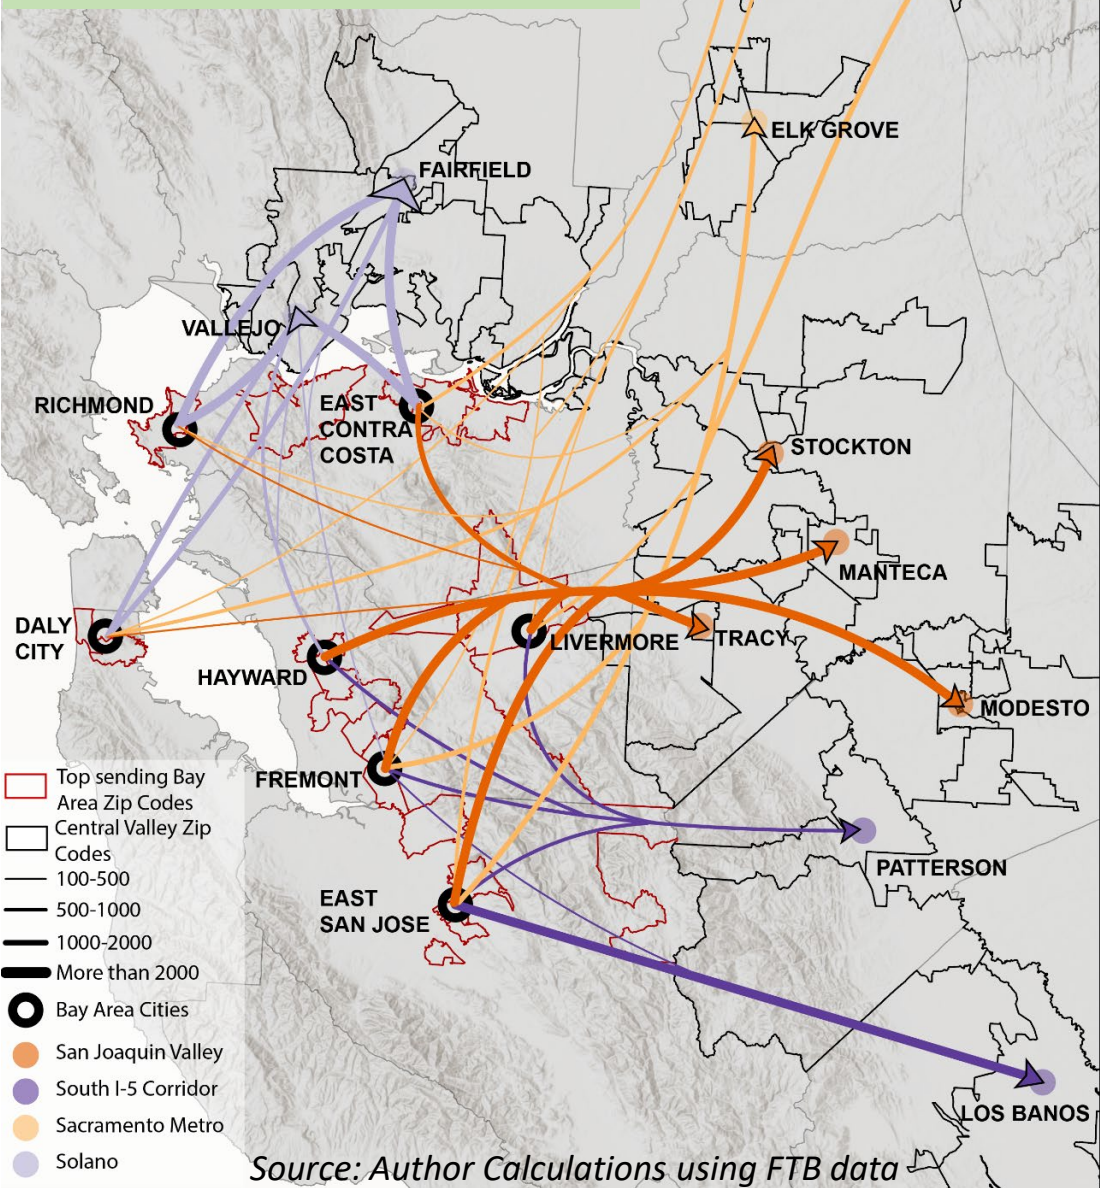 ELK GROVE
FAIRFIELD
VALLEJO
RICHMOND
EAST
CONTRA
COSTA
STOCKTON
MANTECA
DALY
CITY
LIVERMORE
TRACY
HAYWARD
MODESTO
FREMONT
PATTERSON
EAST
SAN JOSE
LOS BANOS
Top sending Bay
Area Zip Codes
Central Valley Zip
Codes
100-500
500-1000
1000-2000
More than 2000
Bay Area Cities
San Joaquin Valley
South I-5 Corridor
Sacramento Metro
Solano
Source: Author Calculations using FTB data